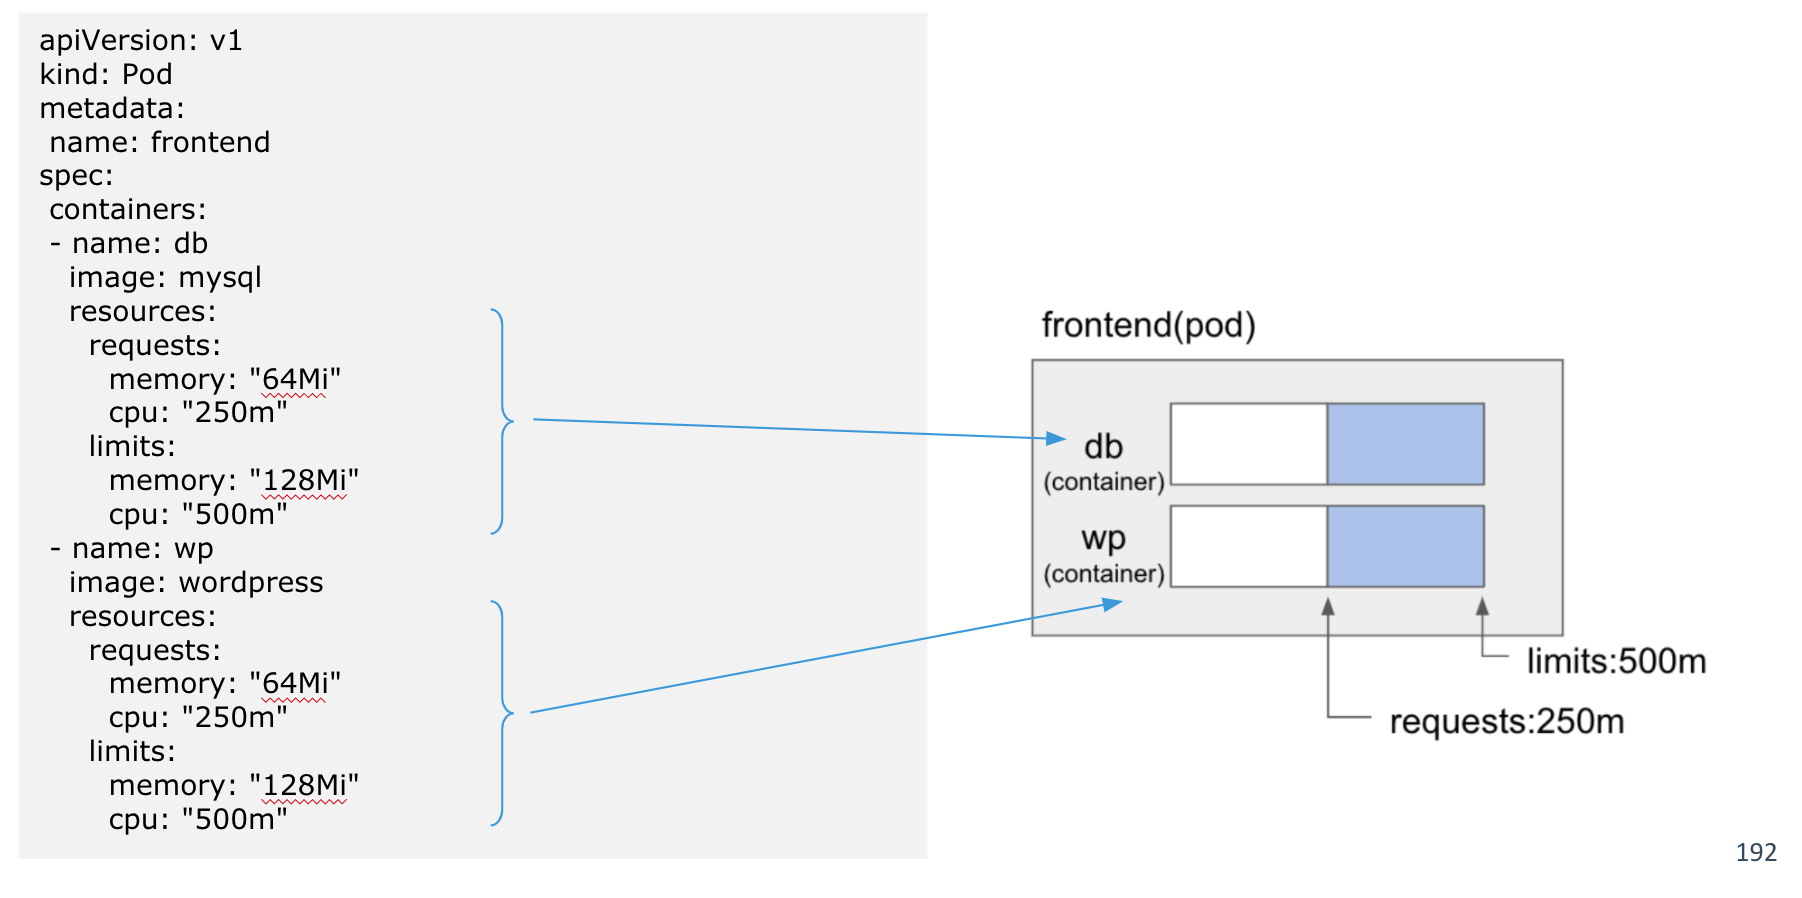 apiVersion: v1
kind: Pod
metadata:
 name: frontend
spec:
 containers:
 - name: db
   image: mysql
   resources:
     requests:
       memory: "64Mi"
       cpu: "250m"
     limits:
       memory: "128Mi"
       cpu: "500m"
 - name: wp
   image: wordpress
   resources:
     requests:
       memory: "64Mi"
       cpu: "250m"
     limits:
       memory: "128Mi"
       cpu: "500m"
frontend(pod)
db
(container)
wp
(container)
limits:500m
requests:250m
192